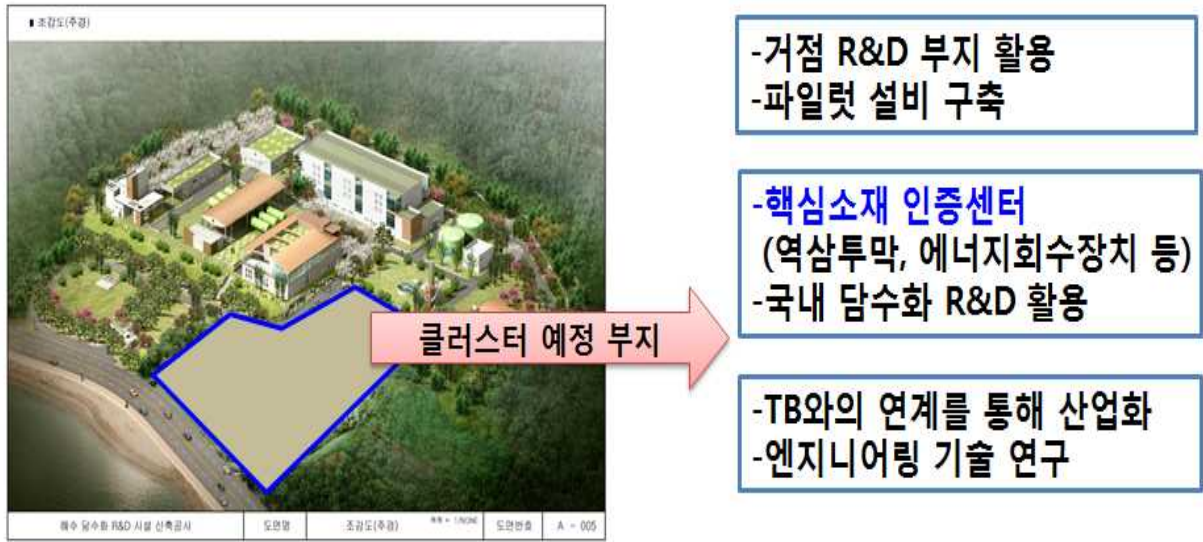 조감도(주경)
-거점 R&D 부지 활용
-파일럿 설비 구축
-핵심소재 인증센터
(역삼투막, 에너지회수장치 등)
-국내 담수화 R&D 활용
클러스터 예정 부지
-TB와의 연계를 통해 산업화
-엔지니어링 기술 연구
해수 담수화 R&D 시설 신축공사
도면명
조감도(주경)
도면번호
A - 005